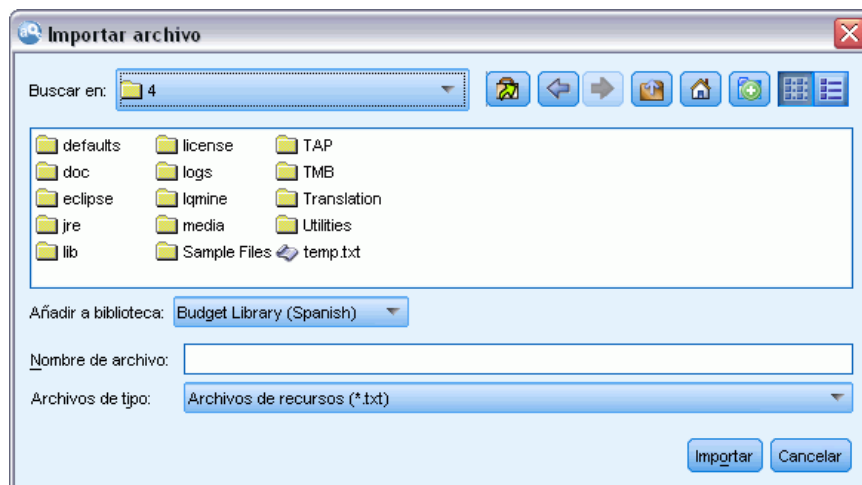 Importar archivo
Buscar en: 4
defaults license TAP
doc logs TMB
eclipse lqmine Translation
jre media Utilities
lib Sample Files temp.txt
Añadir a biblioteca: Budget Library (Spanish)
Nombre de archivo:
Archivos de tipo: Archivos de recursos (*.txt)
Importar Cancelar